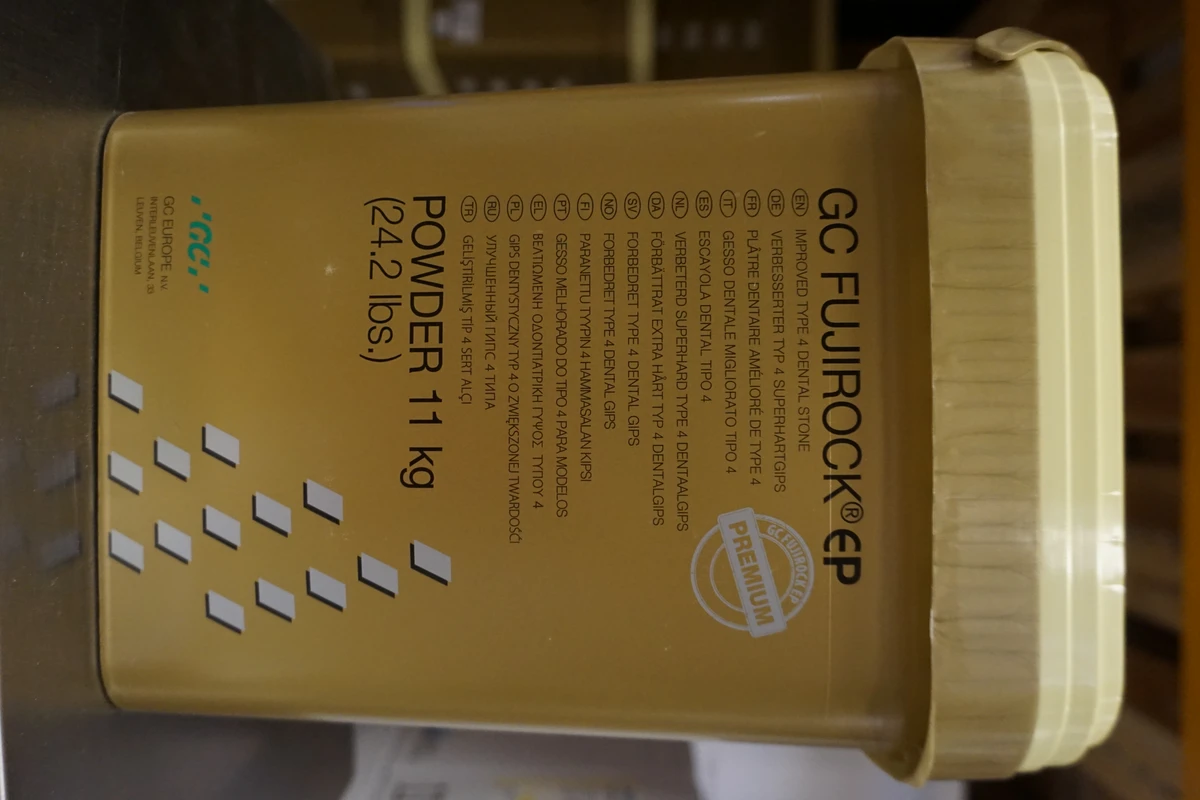 GC FUJIROCK® EP
EN IMPROVED TYPE 4 DENTAL STONE
DE VERBESSERTER TYP 4 SUPERHARTGIPS
FR PLÂTRE DENTAIRE AMÉLIORÉ DE TYPE 4
IT GESSO DENTALE MIGLIORATO TIPO 4
ES ESCAYOLA DENTAL TIPO 4
NL VERBETERD SUPERHARD TYPE 4 DENTAALGIPS
DA FÖRBÄTTRAT EXTRA HÅRT TYP 4 DENTALGIPS
SV FORBEDRET TYPE 4 DENTAL GIPS
NO FORBEDRET TYPE 4 DENTAL GIPS
FI PARANETTU TYYPIN 4 HAMMASALAN KIPSI
PT GESSO MELHORADO DO TIPO 4 PARA MODELOS
EL ΒΕΛΤΙΩΜΕΝΗ ΟΔΟΝΤΙΑΤΡΙΚΗ ΓΥΨΟΣ ΤΥΠΟΥ 4
PL GIPS DENTYSTYCZNY TYP 4 O ZWIĘKSZONEJ TWARDOŚCI
RU УЛУЧШЕННЫЙ ГИПС 4 ТИПА
TR GELİŞTİRİLMİŞ TİP 4 SERT ALÇI
GC FUJIROCK EP
PREMIUM
POWDER 11 kg
(24.2 lbs.)
GC
GC EUROPE N.V.
INTERLEUVENLAAN, 33
LEUVEN, BELGIUM